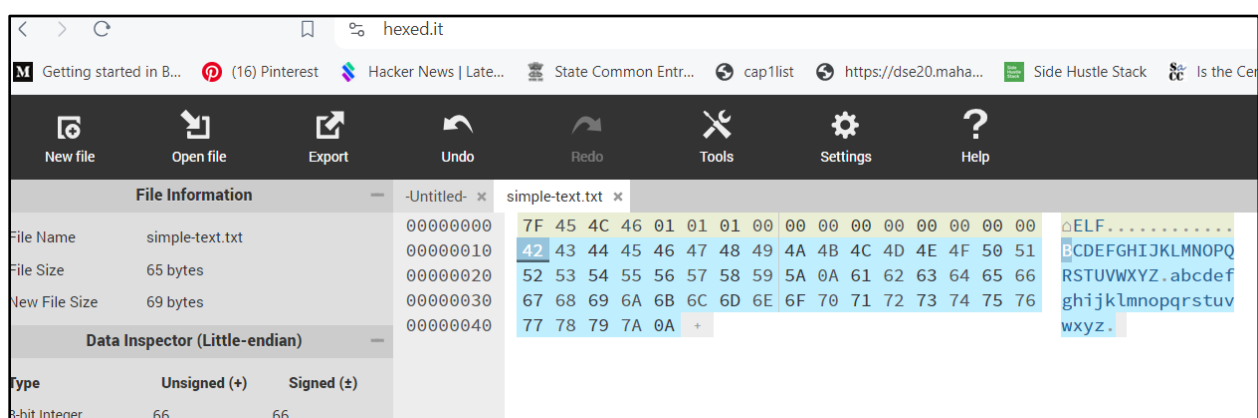 hexed.it
M Getting started in B... (16) Pinterest Hacker News | Late... State Common Entr... cap1list https://dse20.maha... Side Hustle Stack Is the Cer
New file Open file Export Undo Redo Tools Settings Help
File Information
File Name simple-text.txt
File Size 65 bytes
New File Size 69 bytes
Data Inspector (Little-endian)
Type Unsigned (+) Signed (±)
8-bit Integer 66 66
-Untitled- × simple-text.txt ×
00000000 7F 45 4C 46 01 01 01 00 00 00 00 00 00 00 00 00 ⌂ELF............
00000010 42 43 44 45 46 47 48 49 4A 4B 4C 4D 4E 4F 50 51 BCDEFGHIJKLMNOPQ
00000020 52 53 54 55 56 57 58 59 5A 0A 61 62 63 64 65 66 RSTUVWXYZ.abcdef
00000030 67 68 69 6A 6B 6C 6D 6E 6F 70 71 72 73 74 75 76 ghijklmnopqrstuv
00000040 77 78 79 7A 0A + wxyz.